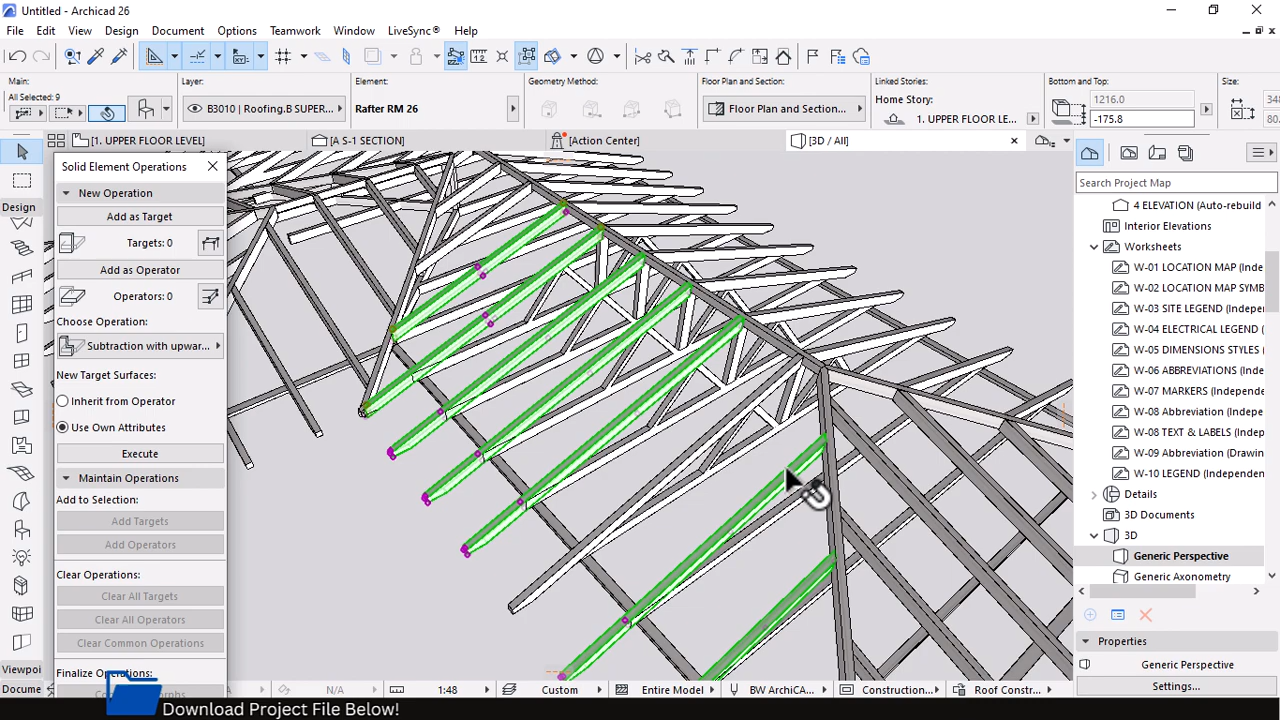 Untitled - Archicad 26
File Edit View Design Document Options Teamwork Window LiveSync® Help
Main:
All Selected: 9
Layer:
B3010 | Roofing.B SUPER...
Element:
Rafter RM 26
Geometry Method:
Floor Plan and Section:
Floor Plan and Section...
Linked Stories:
Home Story:
1. UPPER FLOOR LE...
Bottom and Top:
1216.0
-175.8
Size:
348
80.
[1. UPPER FLOOR LEVEL]
[A S-1 SECTION]
[Action Center]
[3D / All]
Design
Viewpoi
Docume
Solid Element Operations
New Operation
Add as Target
Targets: 0
Add as Operator
Operators: 0
Choose Operation:
Subtraction with upwar...
New Target Surfaces:
Inherit from Operator
Use Own Attributes
Execute
Maintain Operations
Add to Selection:
Add Targets
Add Operators
Clear Operations:
Clear All Targets
Clear All Operators
Clear Common Operations
Finalize Operations:
Search Project Map
4 ELEVATION (Auto-rebuild
Interior Elevations
Worksheets
W-01 LOCATION MAP (Inde
W-02 LOCATION MAP SYMB
W-03 SITE LEGEND (Indepen
W-04 ELECTRICAL LEGEND (
W-05 DIMENSIONS STYLES (
W-06 ABBREVIATIONS (Indep
W-07 MARKERS (Independen
W-08 Abbreviation (Indepe
W-08 TEXT & LABELS (Indep
W-09 Abbreviation (Drawin
W-10 LEGEND (Independen
Details
3D Documents
3D
Generic Perspective
Generic Axonometry
Properties
Generic Perspective
Settings...
N/A
1:48
Custom
Entire Model
BW ArchiCA...
Construction...
Roof Constr...
Download Project File Below!